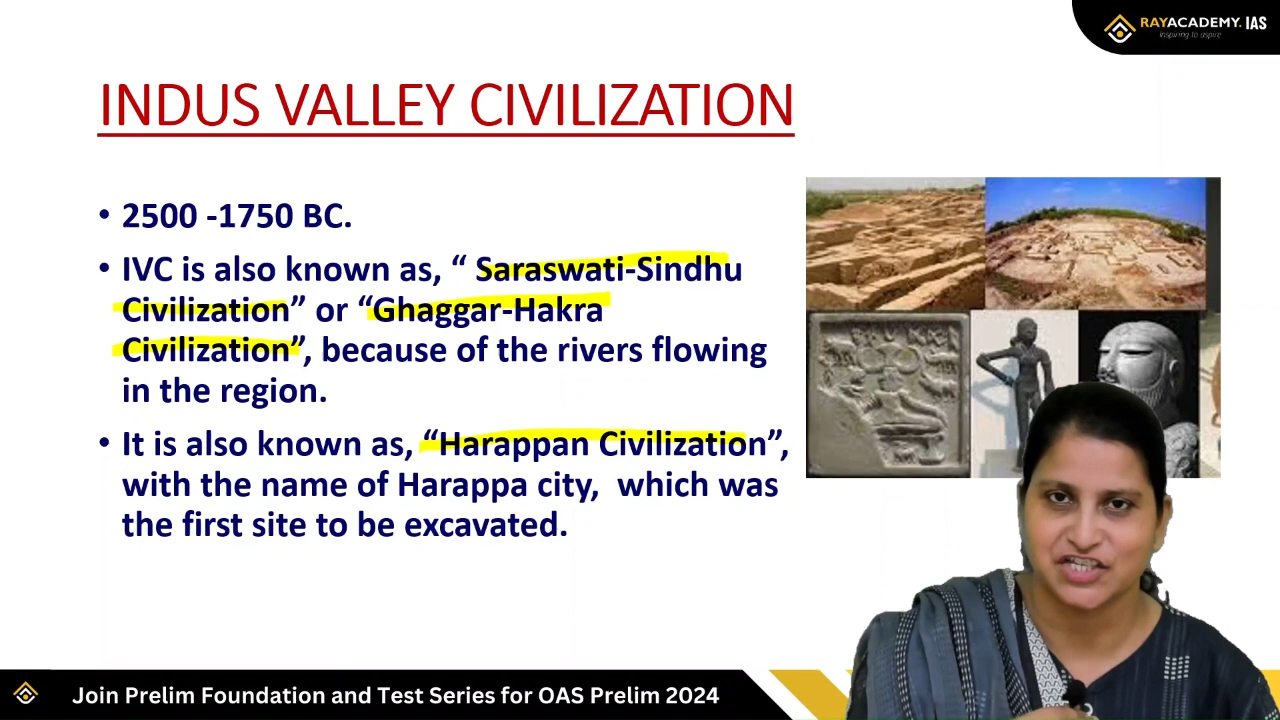 RAYACADEMY. IAS
Inspiring to aspire
INDUS VALLEY CIVILIZATION
• 2500 -1750 BC.
• IVC is also known as, “ Saraswati-Sindhu
Civilization” or “Ghaggar-Hakra
Civilization”, because of the rivers flowing
in the region.
• It is also known as, “Harappan Civilization”,
with the name of Harappa city, which was
the first site to be excavated.
Join Prelim Foundation and Test Series for OAS Prelim 2024